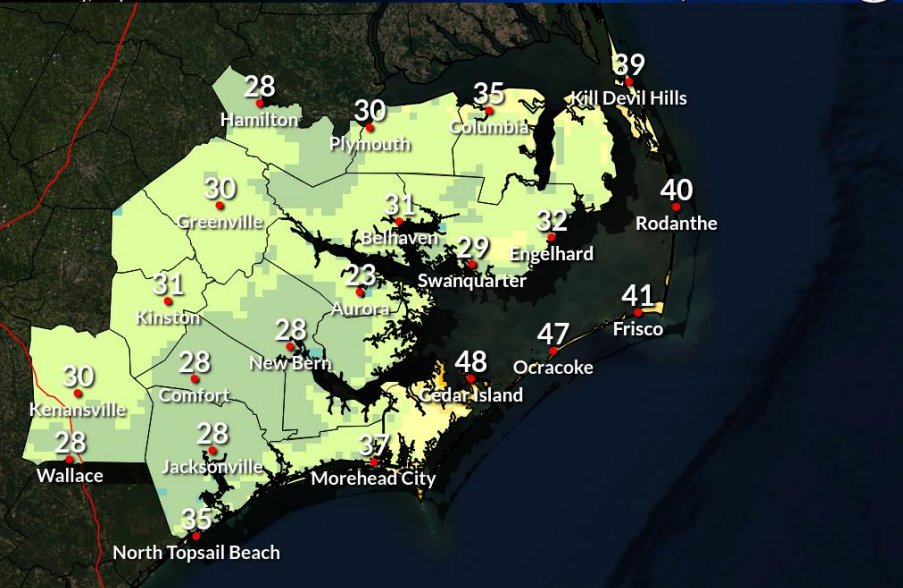 39
Kill Devil Hills
28
Hamilton
35
Columbia
30
Plymouth
30
Greenville
40
Rodanthe
31
Belhaven
32
Engelhard
29
Swanquarter
23
Aurora
31
Kinston
41
Frisco
28
New Bern
47
Ocracoke
28
Comfort
48
Cedar Island
30
Kenansville
28
Wallace
28
Jacksonville
37
Morehead City
35
North Topsail Beach